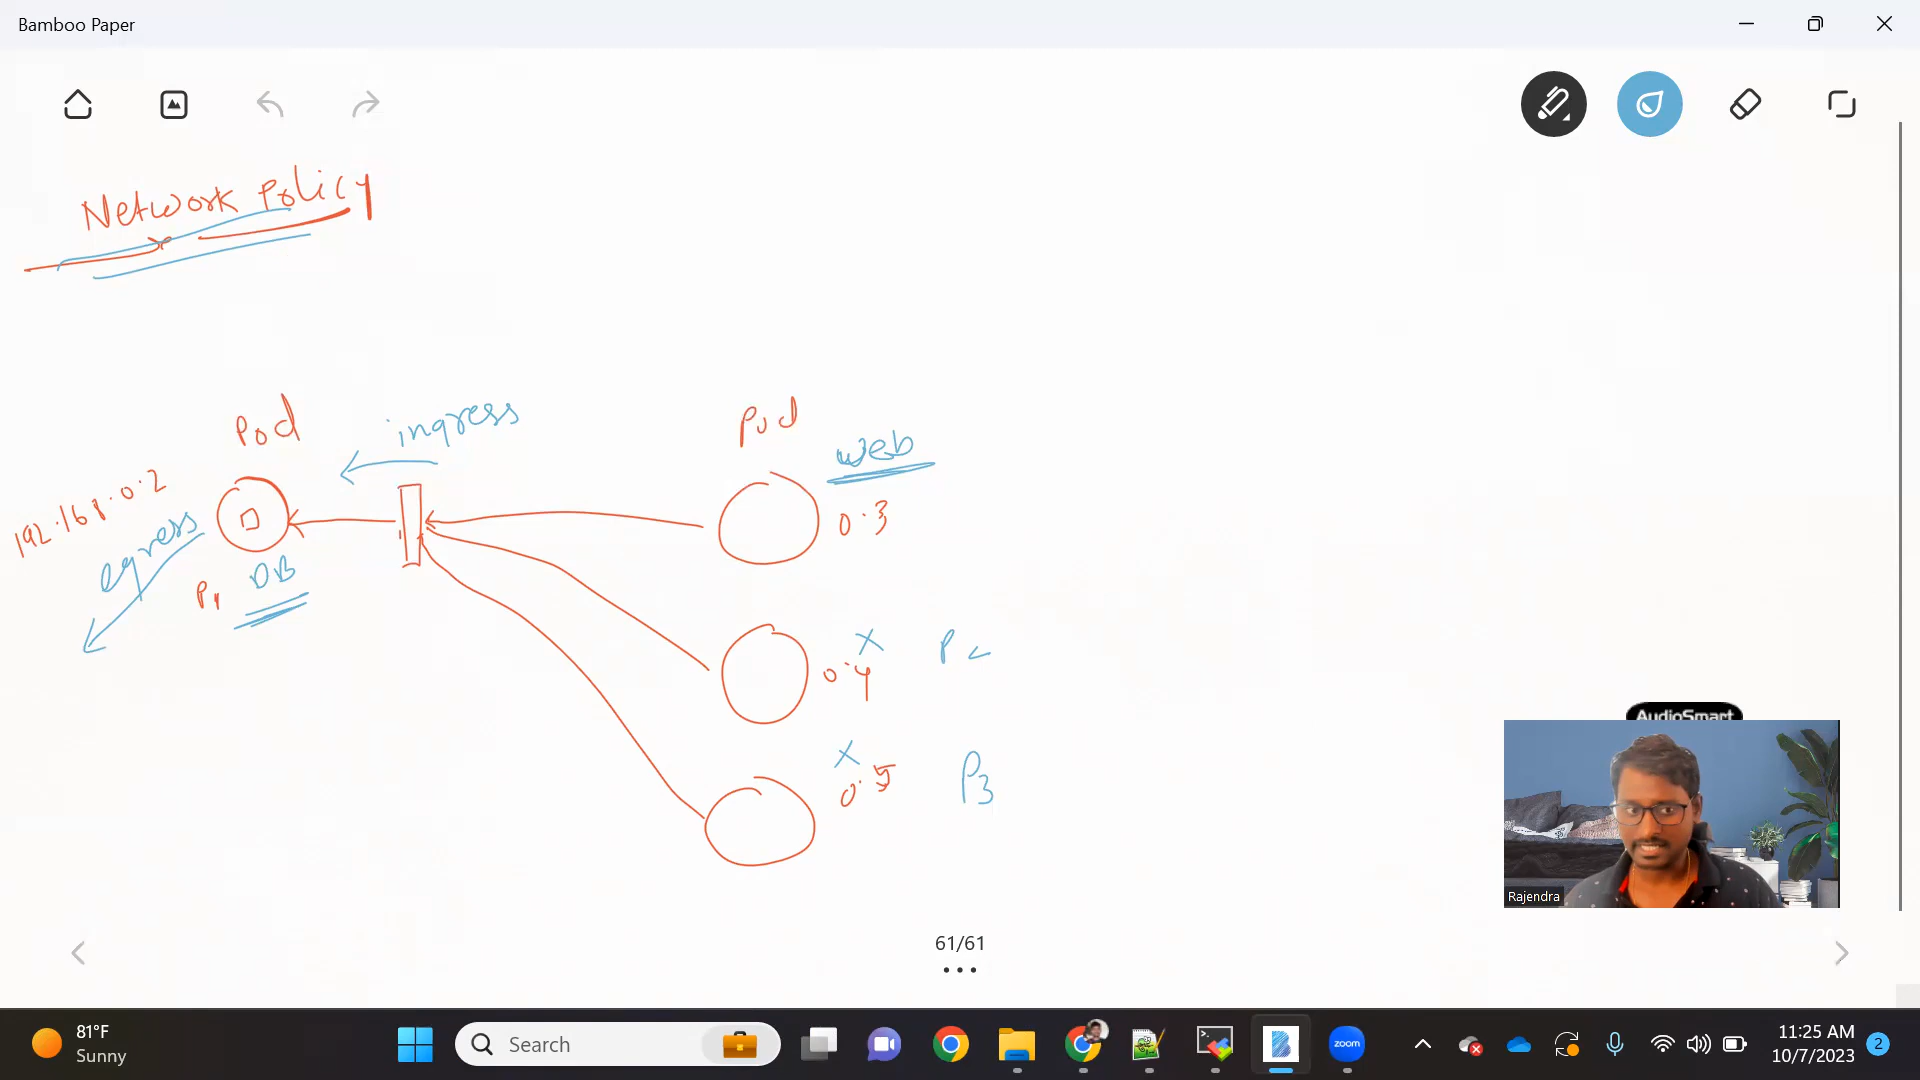 Bamboo Paper
Network Policy
Pod
ingress
Pod
web
192.168.0.2
0.3
egress
P1
DB
X
0.4
X
0.5
P3
AudioSmart
Rajendra
61/61
81°F
Sunny
Search
zoom
11:25 AM
10/7/2023
2